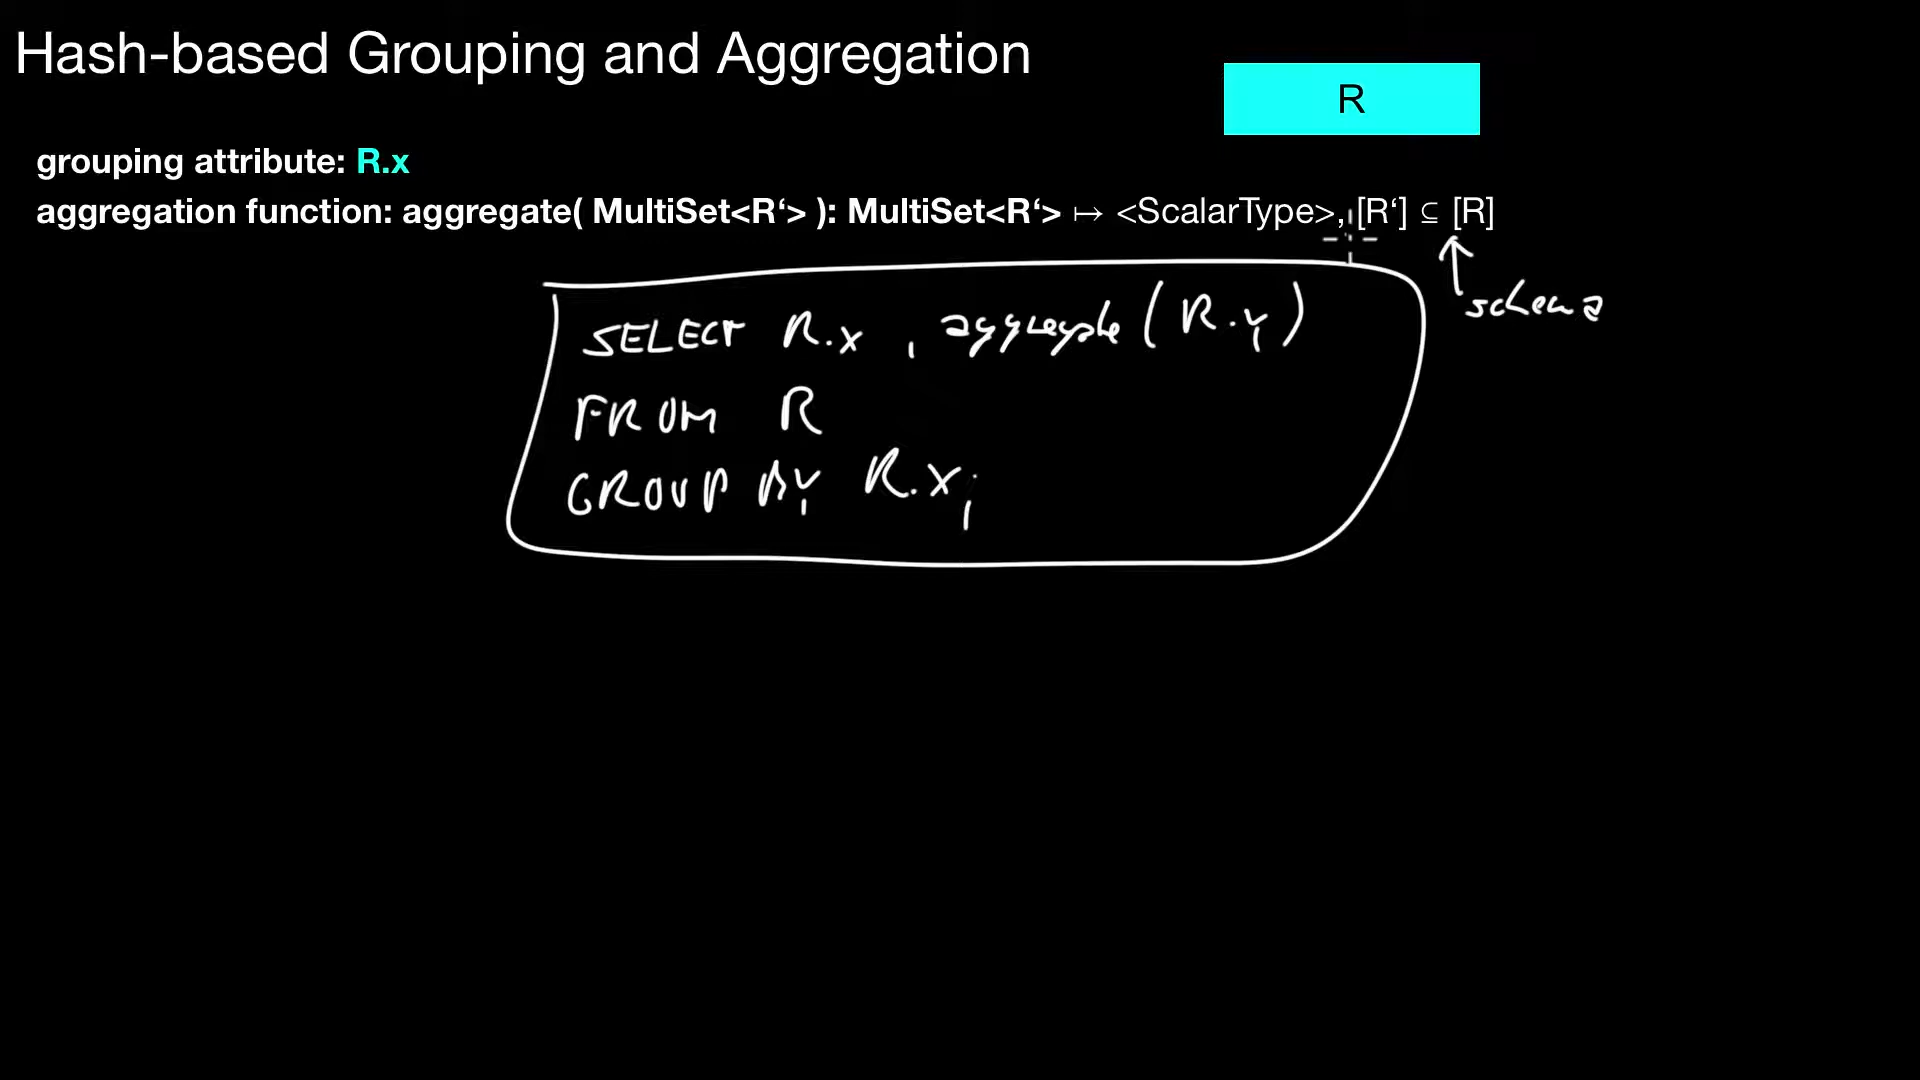 Hash-based Grouping and Aggregation
R
grouping attribute: R.x
aggregation function: aggregate( MultiSet<R‘> ): MultiSet<R‘> ↦ <ScalarType>, [R‘] ⊆ [R]
schema
SELECT R.x , aggregate (R.y)
FROM R
GROUP BY R.x;